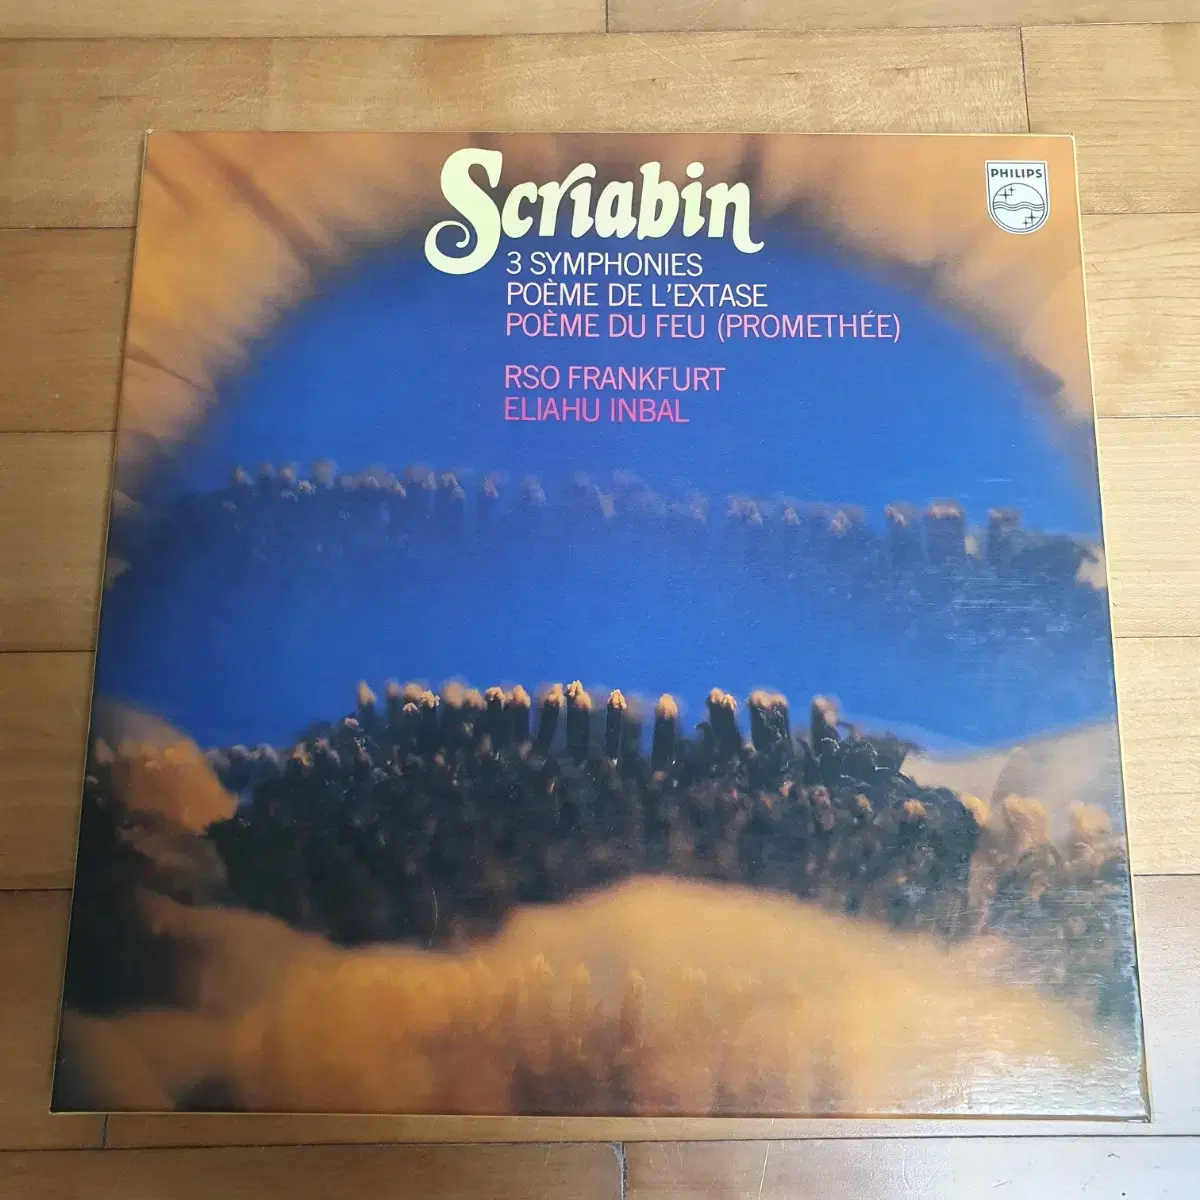 Scriabin
PHILIPS
3 SYMPHONIES
POÈME DE L'EXTASE
POÈME DU FEU (PROMETHÉE)
RSO FRANKFURT
ELIAHU INBAL